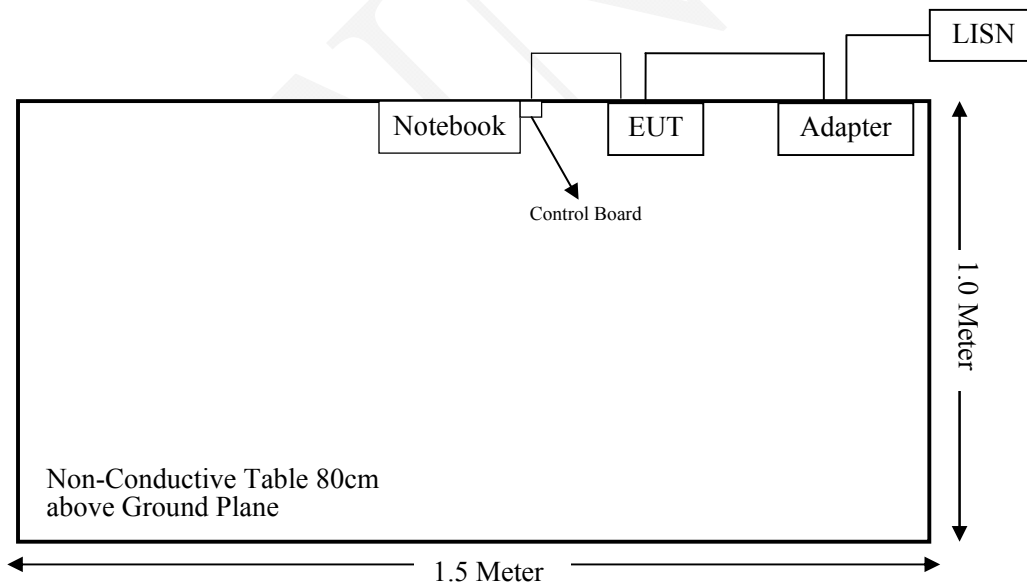 LISN
Notebook
EUT
Adapter
Control Board
1.0 Meter
Non-Conductive Table 80cm
above Ground Plane
1.5 Meter